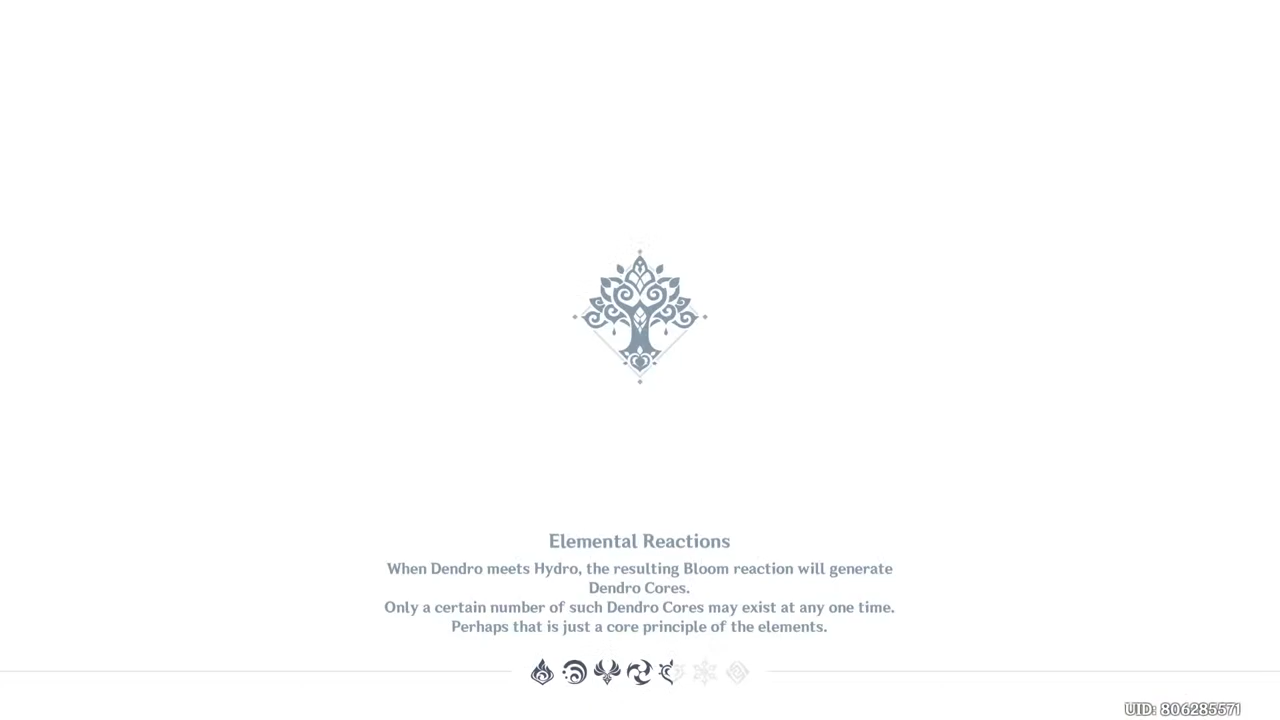 Elemental Reactions
When Dendro meets Hydro, the resulting Bloom reaction will generate
Dendro Cores.
Only a certain number of such Dendro Cores may exist at any one time.
Perhaps that is just a core principle of the elements.
UID: 806285571